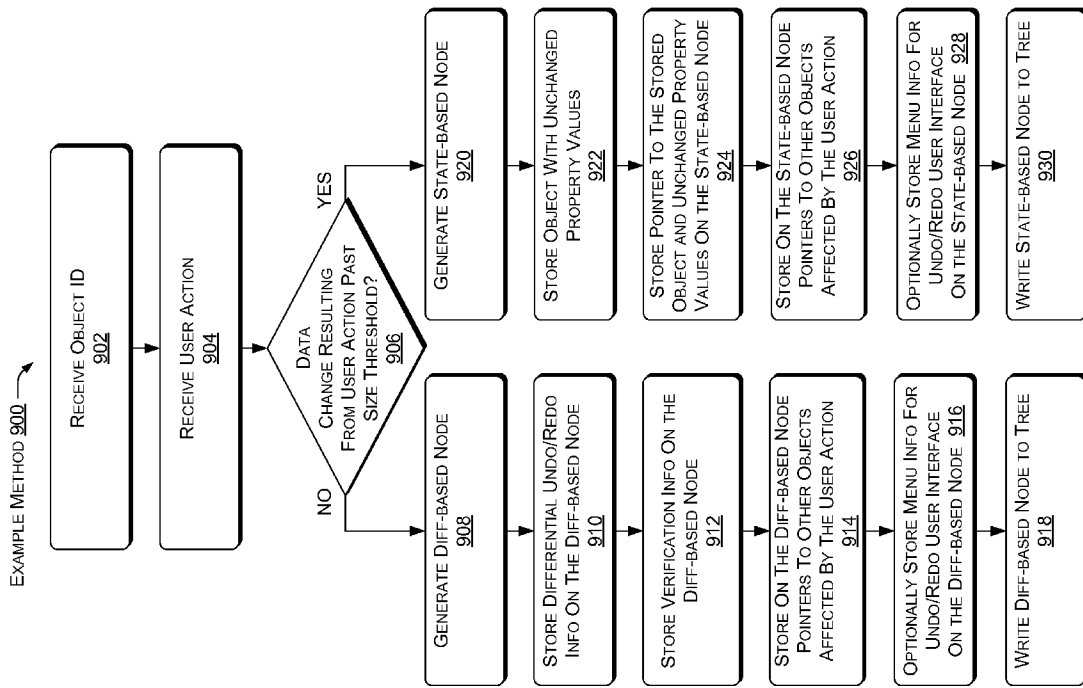 EXAMPLE METHOD 900
RECEIVE OBJECT ID
902
RECEIVE USER ACTION
904
DATA
CHANGE RESULTING
FROM USER ACTION PAST
SIZE THRESHOLD?
906
NO
YES
GENERATE DIFF-BASED NODE
908
STORE DIFFERENTIAL UNDO/REDO
INFO ON THE DIFF-BASED NODE
910
STORE VERIFICATION INFO ON THE
DIFF-BASED NODE
912
STORE ON THE DIFF-BASED NODE
POINTERS TO OTHER OBJECTS
AFFECTED BY THE USER ACTION
914
OPTIONALLY STORE MENU INFO FOR
UNDO/REDO USER INTERFACE
ON THE DIFF-BASED NODE 916
WRITE DIFF-BASED NODE TO TREE
918
GENERATE STATE-BASED NODE
920
STORE OBJECT WITH UNCHANGED
PROPERTY VALUES
922
STORE POINTER TO THE STORED
OBJECT AND UNCHANGED PROPERTY
VALUES ON THE STATE-BASED NODE
924
STORE ON THE STATE-BASED NODE
POINTERS TO OTHER OBJECTS
AFFECTED BY THE USER ACTION
926
OPTIONALLY STORE MENU INFO FOR
UNDO/REDO USER INTERFACE
ON THE STATE-BASED NODE 928
WRITE STATE-BASED NODE TO TREE
930